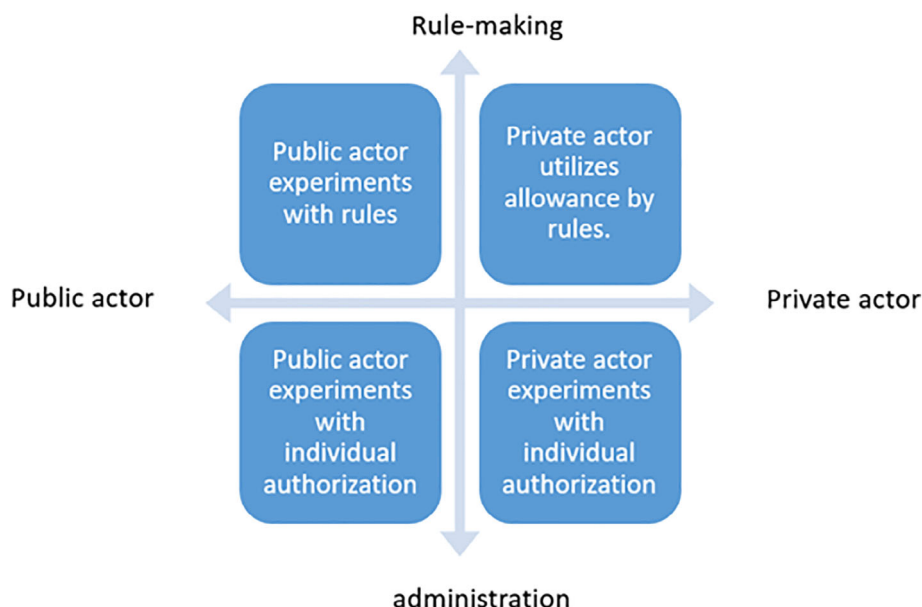 Rule-making
Public actor
experiments
with rules
Private actor
utilizes
allowance by
rules.
Public actor
Private actor
Public actor
experiments
with
individual
authorization
Private actor
experiments
with
individual
authorization
administration